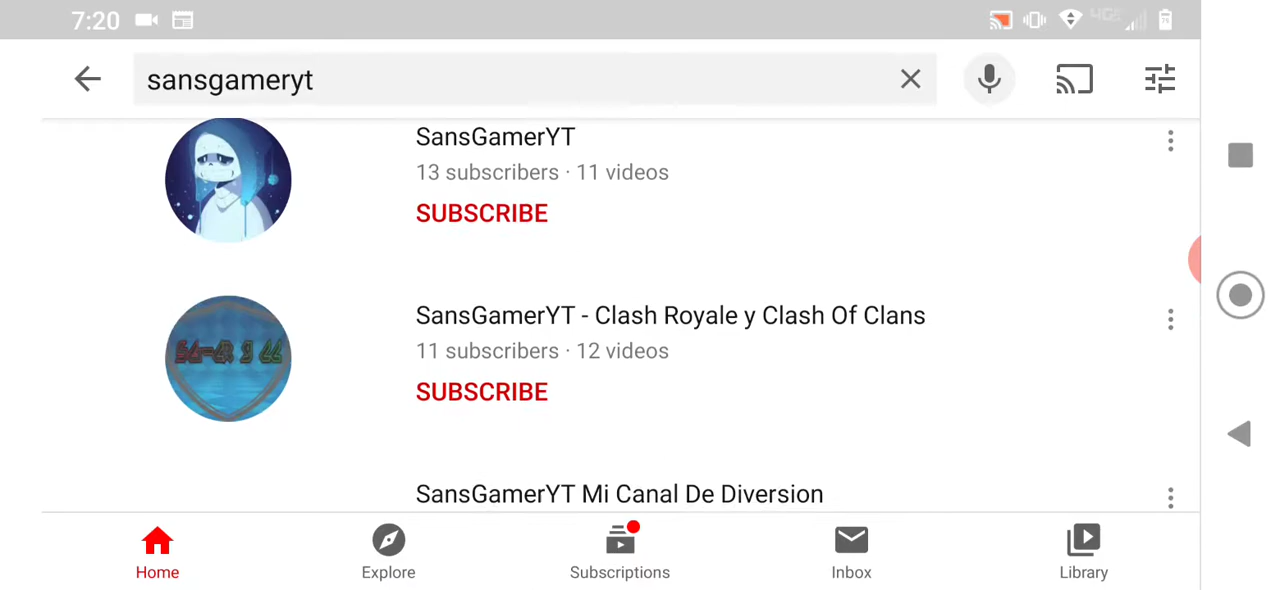 7:20
4GE
sansgameryt
SansGamerYT
13 subscribers · 11 videos
SUBSCRIBE
SansGamerYT - Clash Royale y Clash Of Clans
11 subscribers · 12 videos
SUBSCRIBE
SansGamerYT Mi Canal De Diversion
Home
Explore
Subscriptions
Inbox
Library